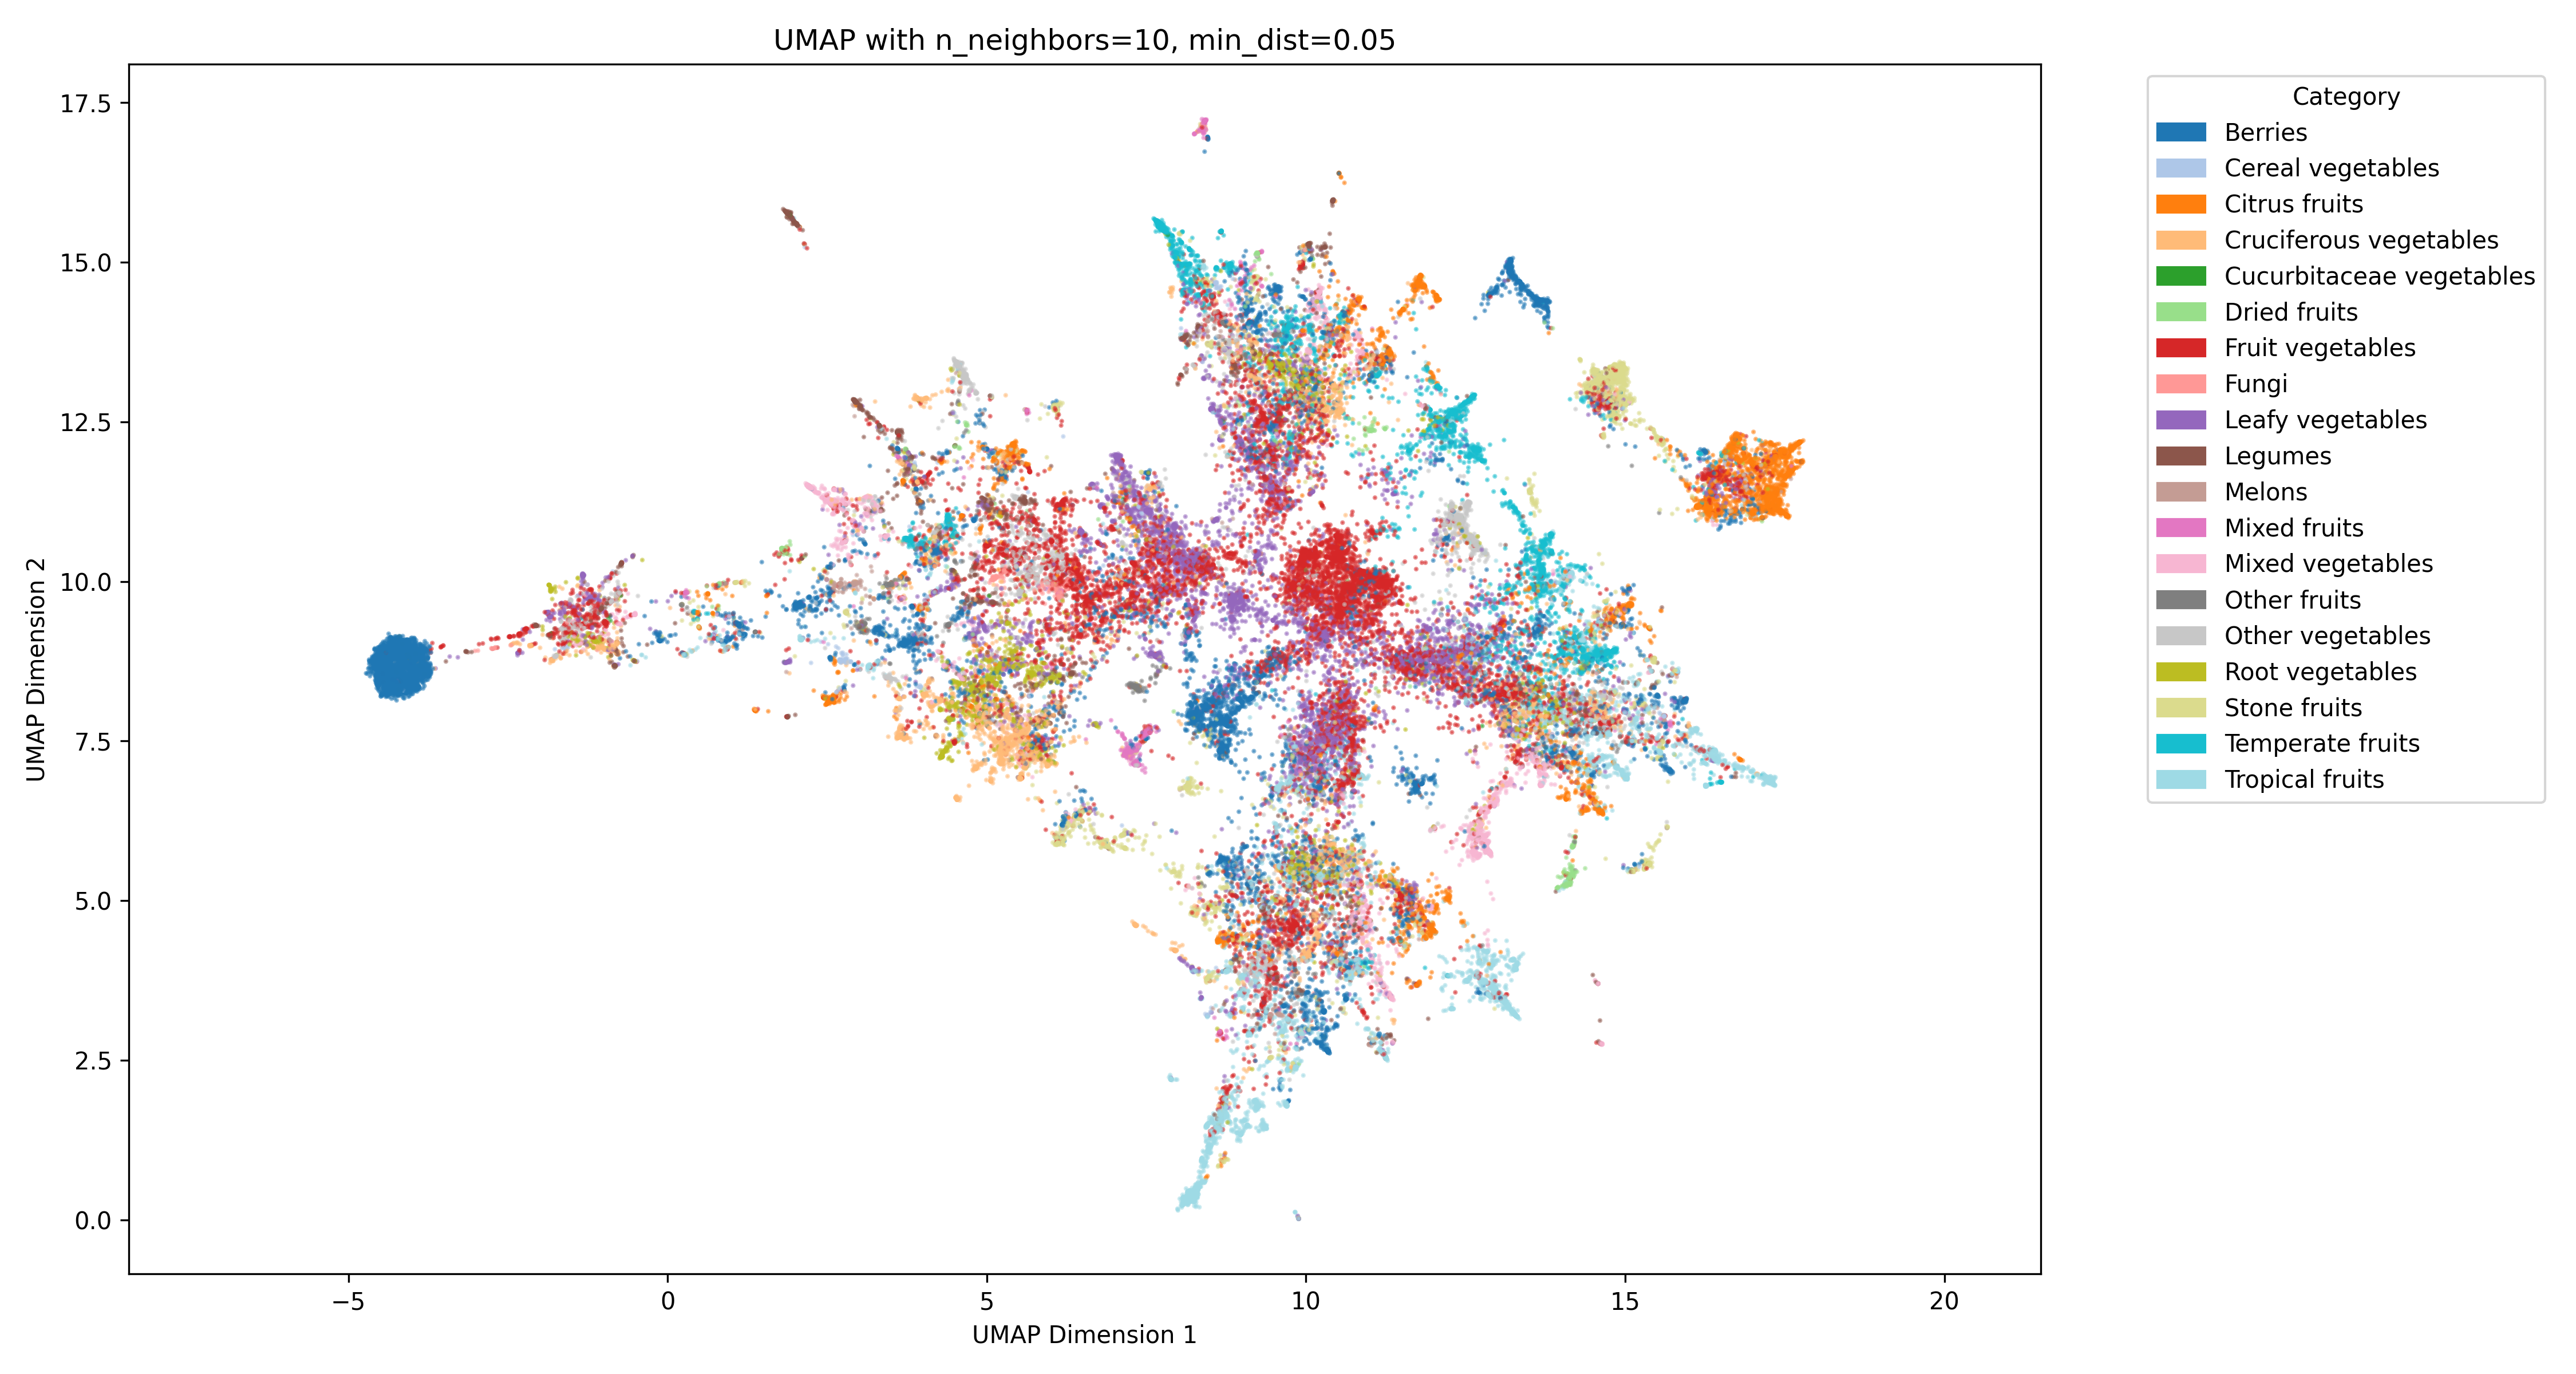 UMAP with n_neighbors=10, min_dist=0.05
17.5
15.0
12.5
10.0
7.5
5.0
2.5
0.0
UMAP Dimension 2
−5
0
5
10
15
20
UMAP Dimension 1
Category
Berries
Cereal vegetables
Citrus fruits
Cruciferous vegetables
Cucurbitaceae vegetables
Dried fruits
Fruit vegetables
Fungi
Leafy vegetables
Legumes
Melons
Mixed fruits
Mixed vegetables
Other fruits
Other vegetables
Root vegetables
Stone fruits
Temperate fruits
Tropical fruits